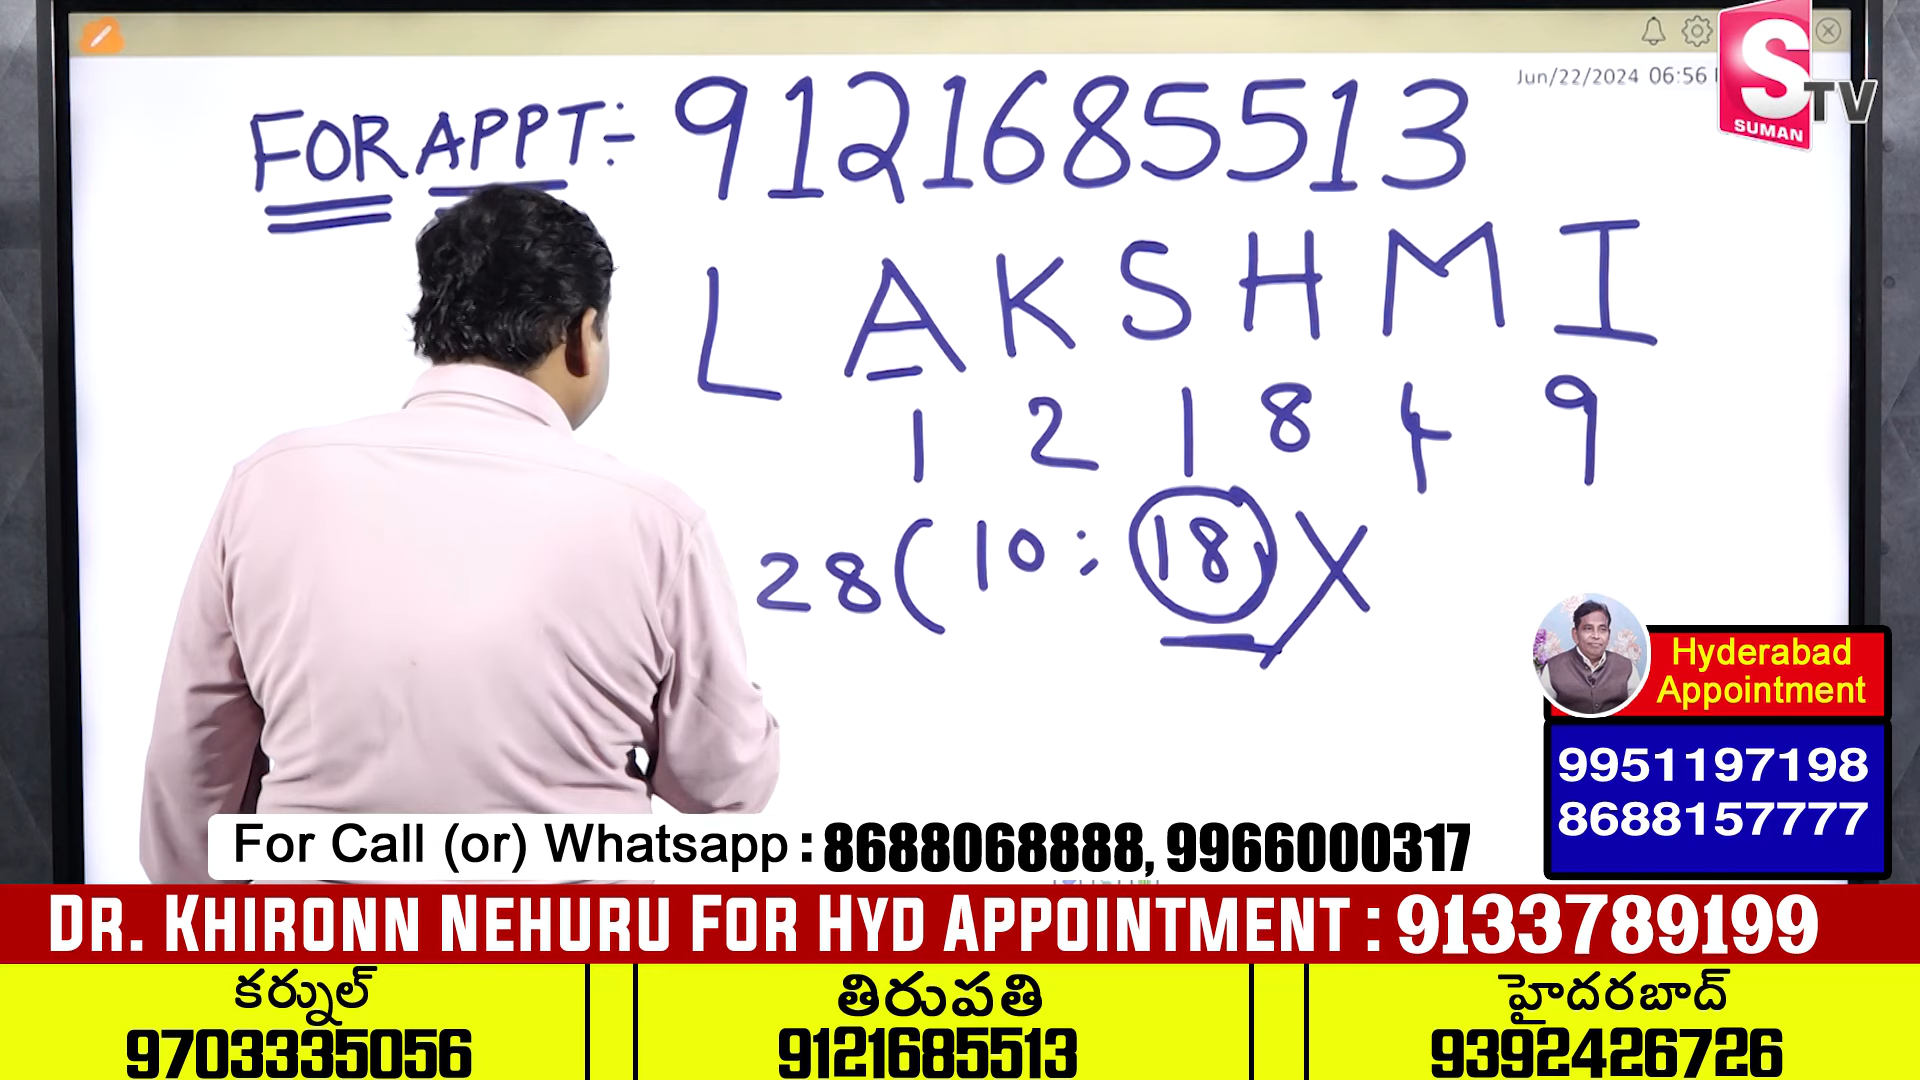 Jun/22/2024 06:56
S TV
SUMAN
FOR APPT:- 9121685513
L A K S H M I
1 2 1 8 4 9
28 ( 10 ; 18 ) X
Hyderabad
Appointment
9951197198
8688157777
For Call (or) Whatsapp : 8688068888, 9966000317
DR. KHIRONN NEHURU FOR HYD APPOINTMENT : 9133789199
కర్నుల్ తిరుపతి హైదరబాద్
9703335056 9121685513 9392426726